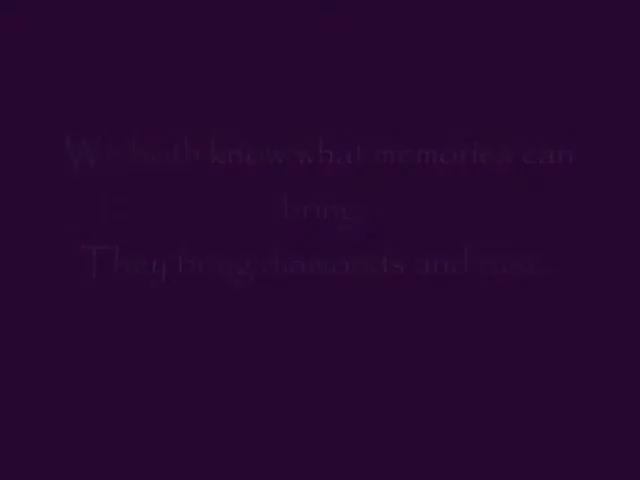 We both know what memories can
bring
They bring diamonds and rust...